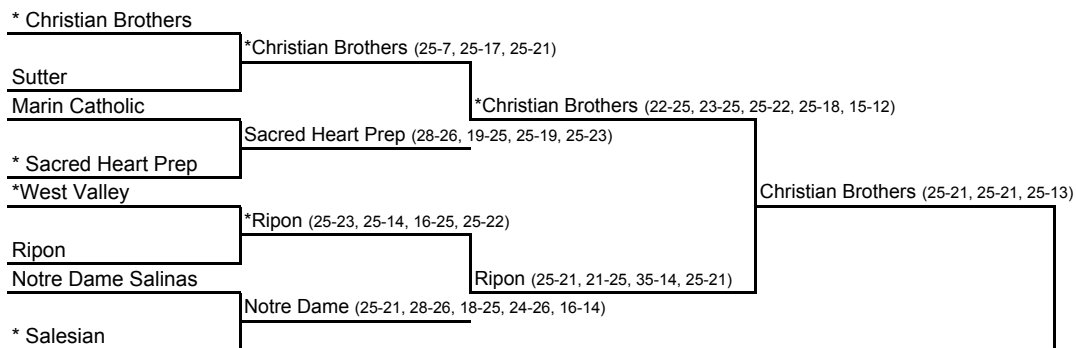 * Christian Brothers
*Christian Brothers (25-7, 25-17, 25-21)
Sutter
Marin Catholic
*Christian Brothers (22-25, 23-25, 25-22, 25-18, 15-12)
Sacred Heart Prep (28-26, 19-25, 25-19, 25-23)
* Sacred Heart Prep
*West Valley
Christian Brothers (25-21, 25-21, 25-13)
*Ripon (25-23, 25-14, 16-25, 25-22)
Ripon
Notre Dame Salinas
Ripon (25-21, 21-25, 35-14, 25-21)
Notre Dame (25-21, 28-26, 18-25, 24-26, 16-14)
* Salesian